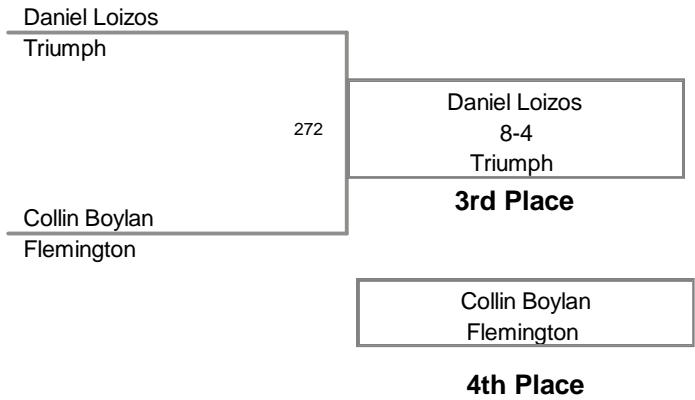 Daniel Loizos
Triumph
272
Daniel Loizos
8-4
Triumph
3rd Place
Collin Boylan
Flemington
Collin Boylan
Flemington
4th Place